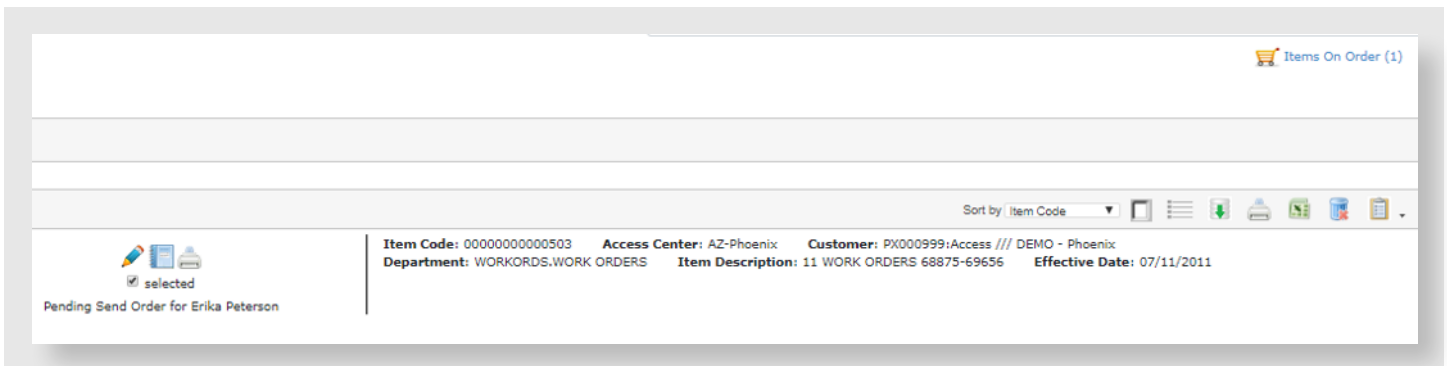 Items On Order (1)
Sort by Item Code
Item Code: 00000000000503 Access Center: AZ-Phoenix Customer: PX000999:Access /// DEMO - Phoenix
Department: WORKORDS.WORK ORDERS Item Description: 11 WORK ORDERS 68875-69656 Effective Date: 07/11/2011
selected
Pending Send Order for Erika Peterson